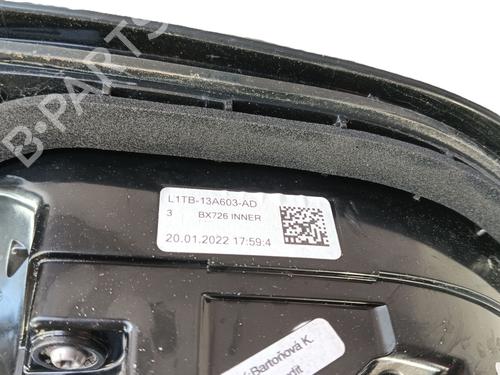 B-PARTS
L1TB-13A603-AD
3 BX726 INNER
20.01.2022 17:59:4
Bartoňová K.